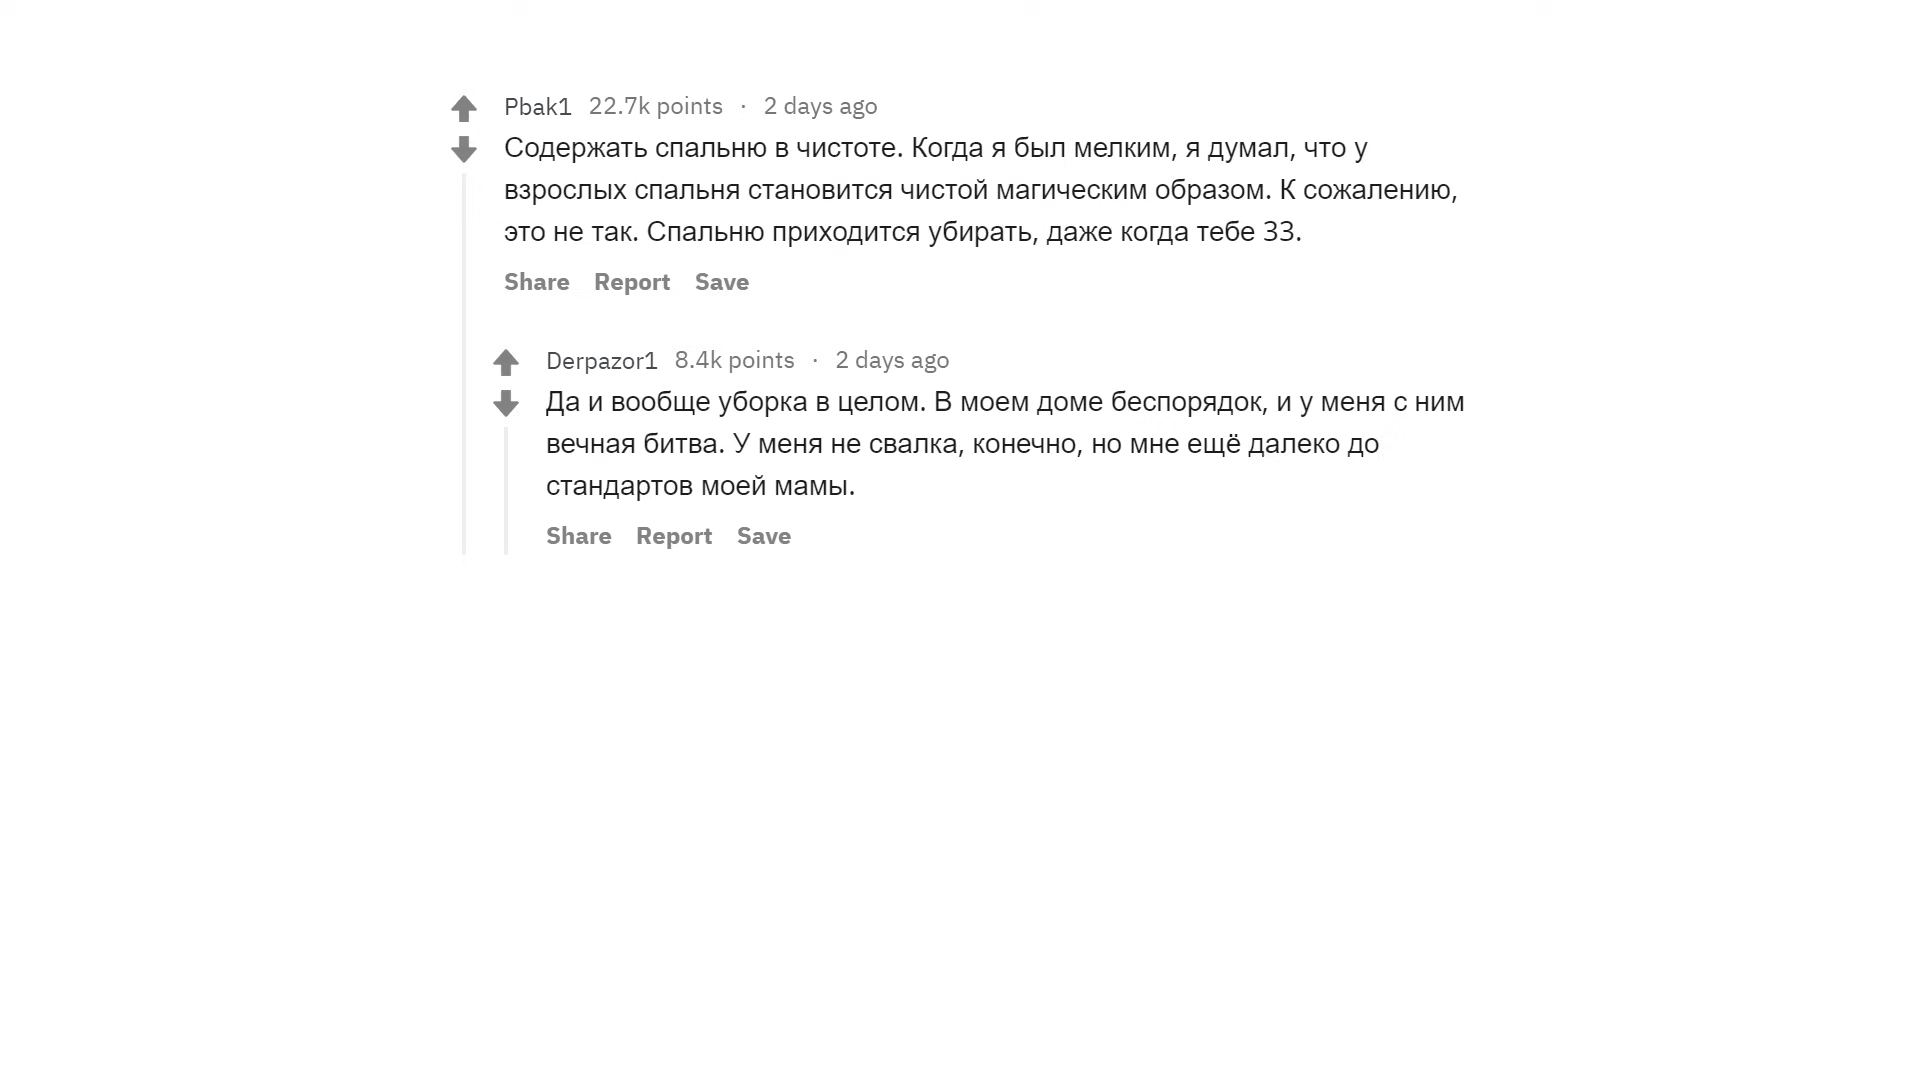 Pbak1 22.7k points · 2 days ago
Содержать спальню в чистоте. Когда я был мелким, я думал, что у
взрослых спальня становится чистой магическим образом. К сожалению,
это не так. Спальню приходится убирать, даже когда тебе 33.
Share Report Save
Derpazor1 8.4k points · 2 days ago
Да и вообще уборка в целом. В моем доме беспорядок, и у меня с ним
вечная битва. У меня не свалка, конечно, но мне ещё далеко до
стандартов моей мамы.
Share Report Save